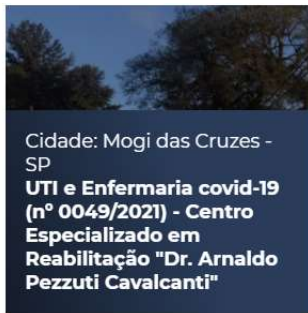 Cidade: Mogi das Cruzes -
SP
UTI e Enfermaria covid-19
(nº 0049/2021) - Centro
Especializado em
Reabilitação "Dr. Arnaldo
Pezzuti Cavalcanti"